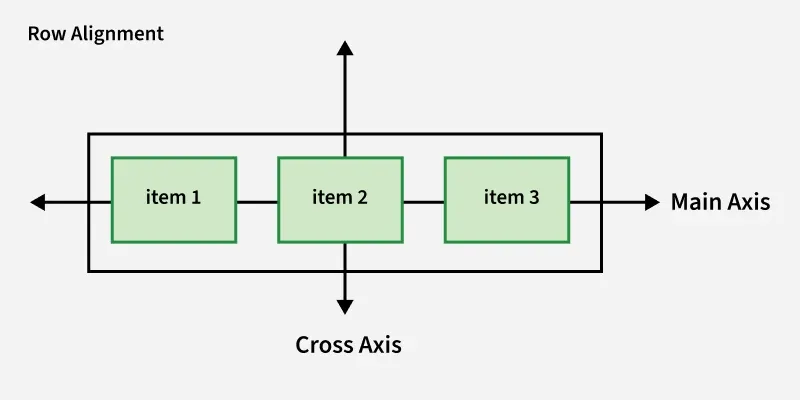 Row Alignment
item 1
item 2
item 3
Main Axis
Cross Axis